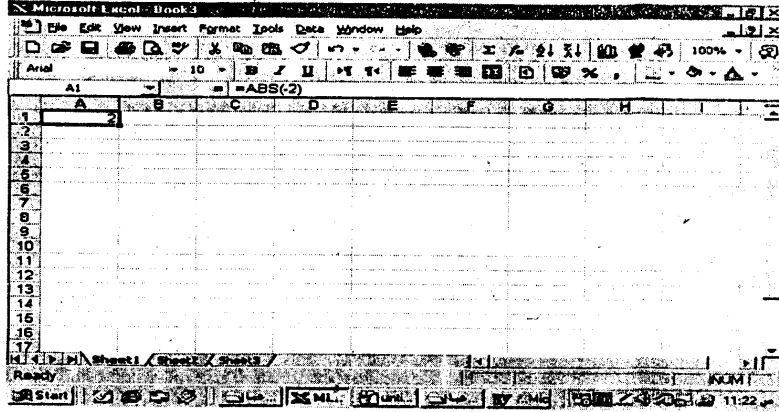 Microsoft Excel - Book3
File Edit View Insert Format Tools Data Window Help
100%
Arial 10 B I U
A1 = =ABS(-2)
A B C D E F G H I
1 2
2
3
4
5
6
7
8
9
10
11
12
13
14
15
16
17
Sheet1 Sheet2 Sheet3
Ready NUM
Start 11:22